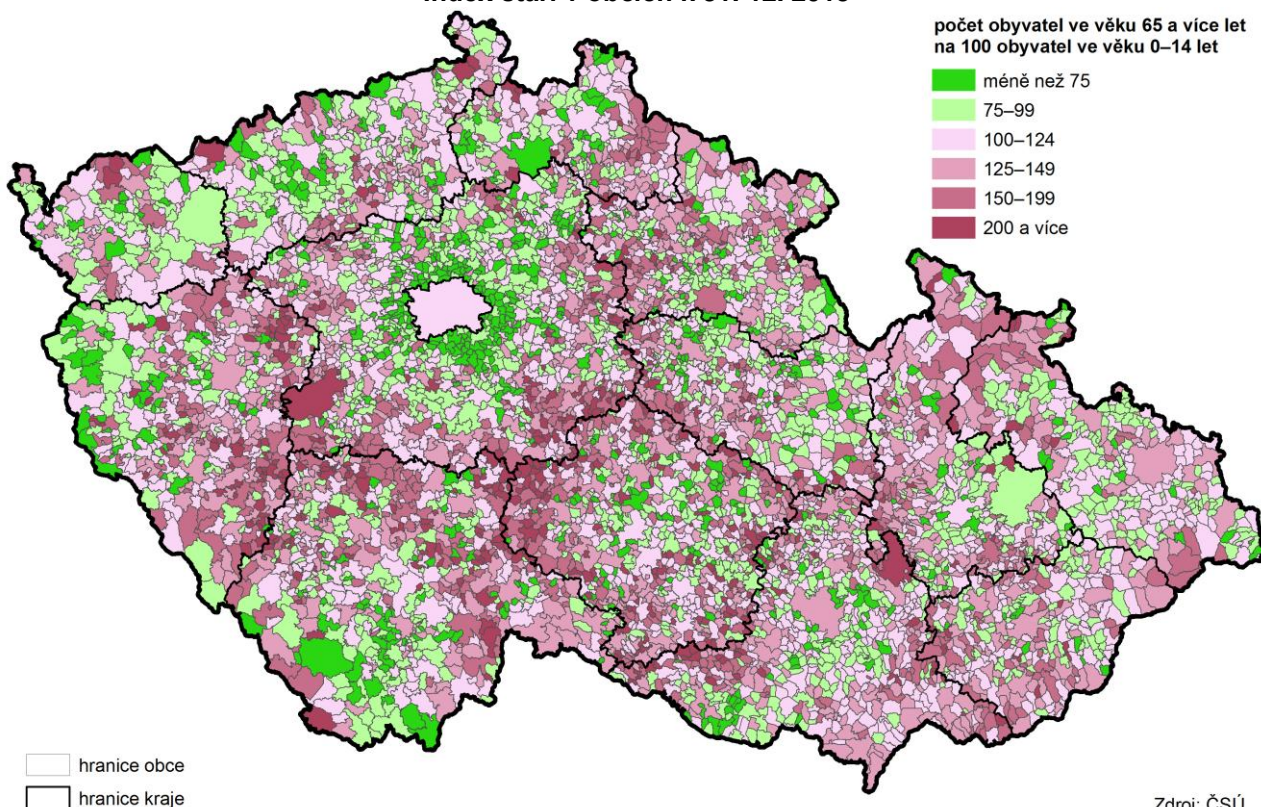 počet obyvatel ve věku 65 a více let
na 100 obyvatel ve věku 0–14 let
méně než 75
75–99
100–124
125–149
150–199
200 a více
hranice obce
hranice kraje
Zdroj: ČSÚ